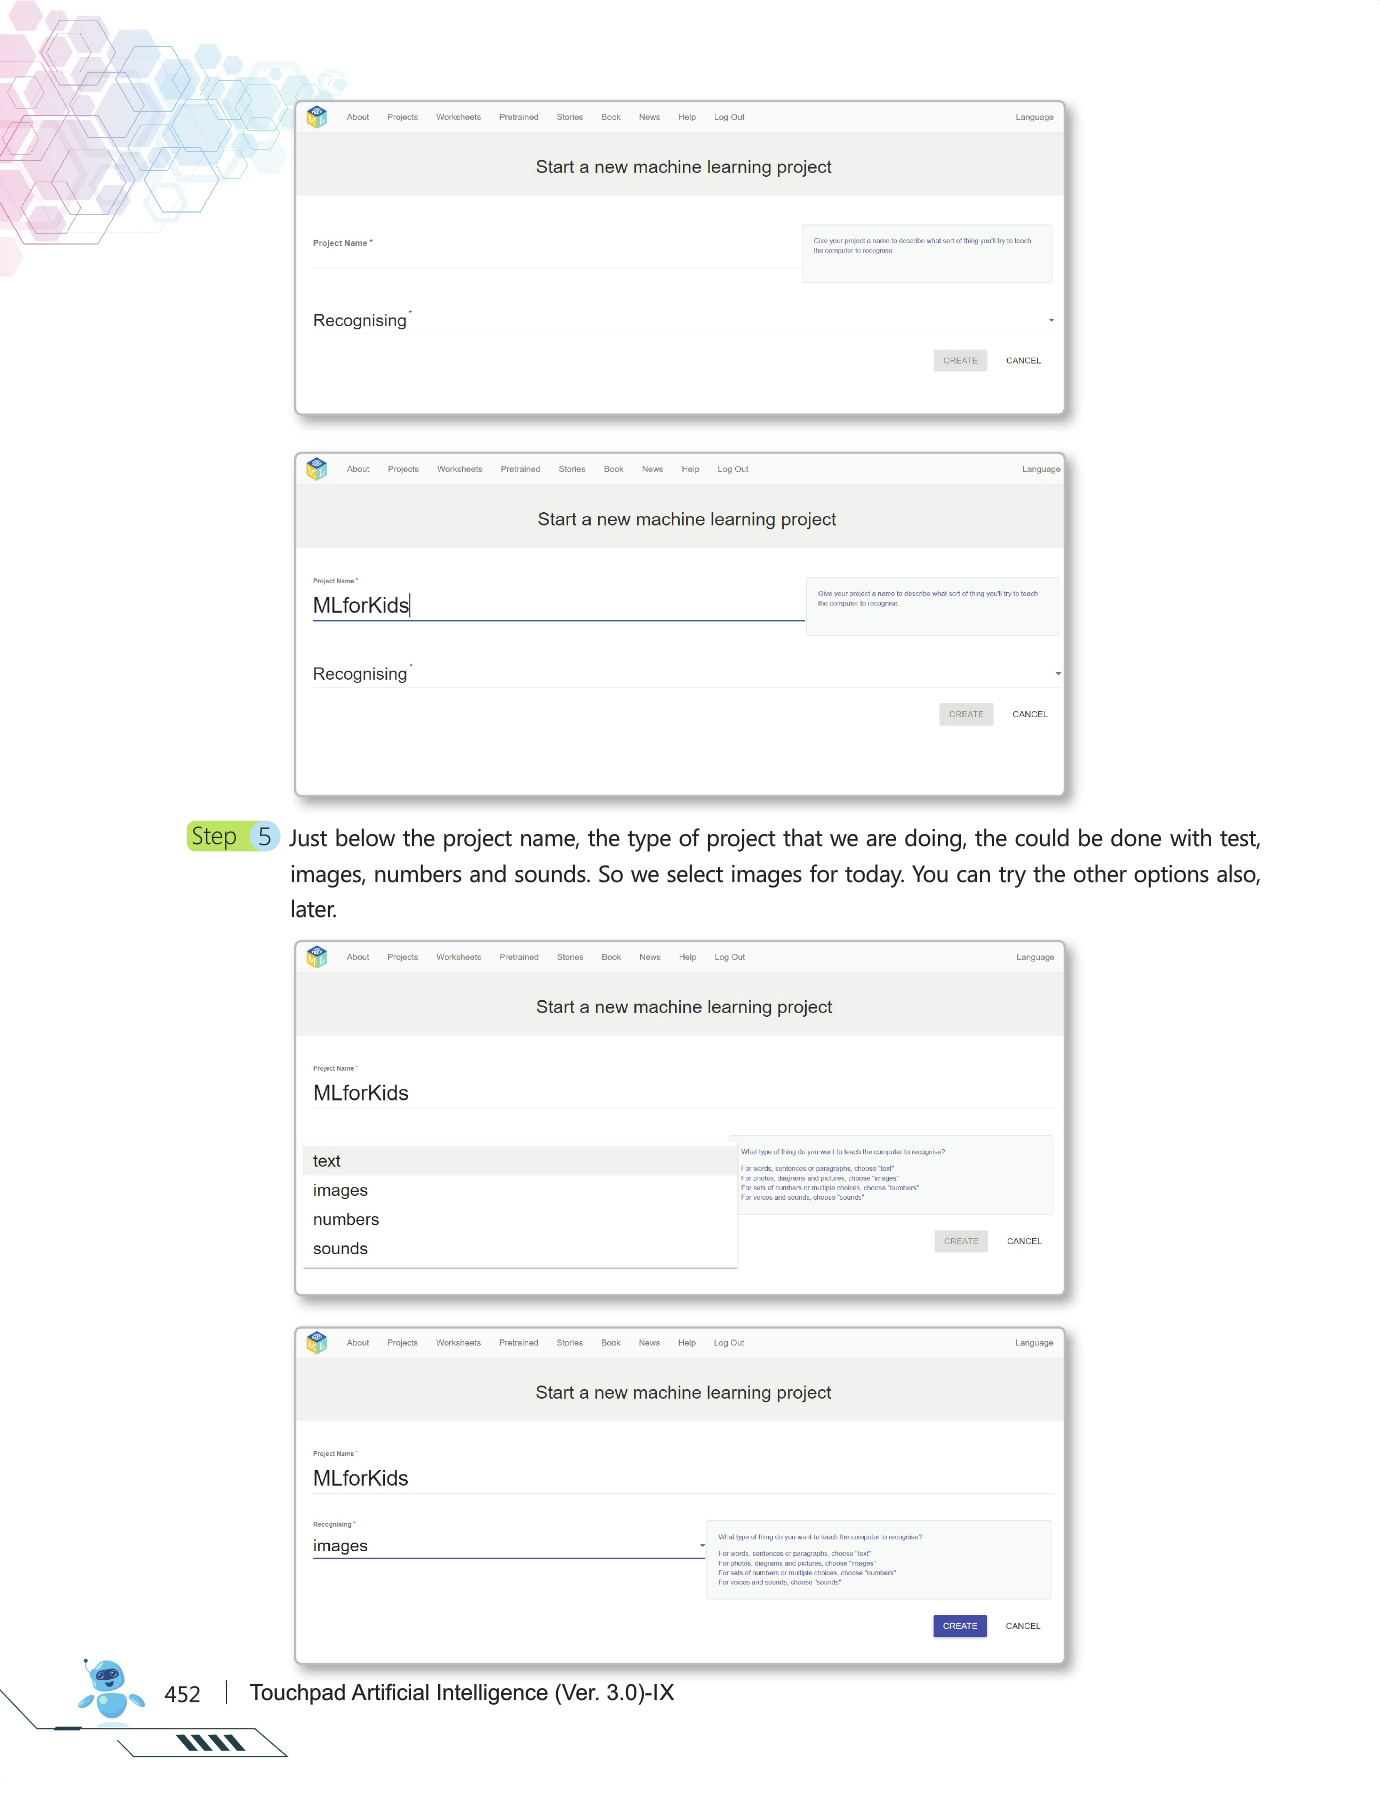 About Projects Worksheets Pretrained Stories Book News Help Log Out Language
Start a new machine learning project
Project Name *
Give your project a name to describe what sort of thing you'll try to teach
the computer to recognise.
Recognising *
CREATE CANCEL
About Projects Worksheets Pretrained Stories Book News Help Log Out Language
Start a new machine learning project
Project Name *
MLforKids
Give your project a name to describe what sort of thing you'll try to teach
the computer to recognise.
Recognising *
CREATE CANCEL
Step 5 Just below the project name, the type of project that we are doing, the could be done with test,
images, numbers and sounds. So we select images for today. You can try the other options also,
later.
About Projects Worksheets Pretrained Stories Book News Help Log Out Language
Start a new machine learning project
Project Name *
MLforKids
text
images
numbers
sounds
What type of thing do you want to teach the computer to recognise?
For words, sentences or paragraphs, choose "text"
For photos, diagrams and pictures, choose "images"
For sets of numbers or multiple choices, choose "numbers"
For voices and sounds, choose "sounds"
CREATE CANCEL
About Projects Worksheets Pretrained Stories Book News Help Log Out Language
Start a new machine learning project
Project Name *
MLforKids
Recognising *
images
What type of thing do you want to teach the computer to recognise?
For words, sentences or paragraphs, choose "text"
For photos, diagrams and pictures, choose "images"
For sets of numbers or multiple choices, choose "numbers"
For voices and sounds, choose "sounds"
CREATE CANCEL
452 Touchpad Artificial Intelligence (Ver. 3.0)-IX